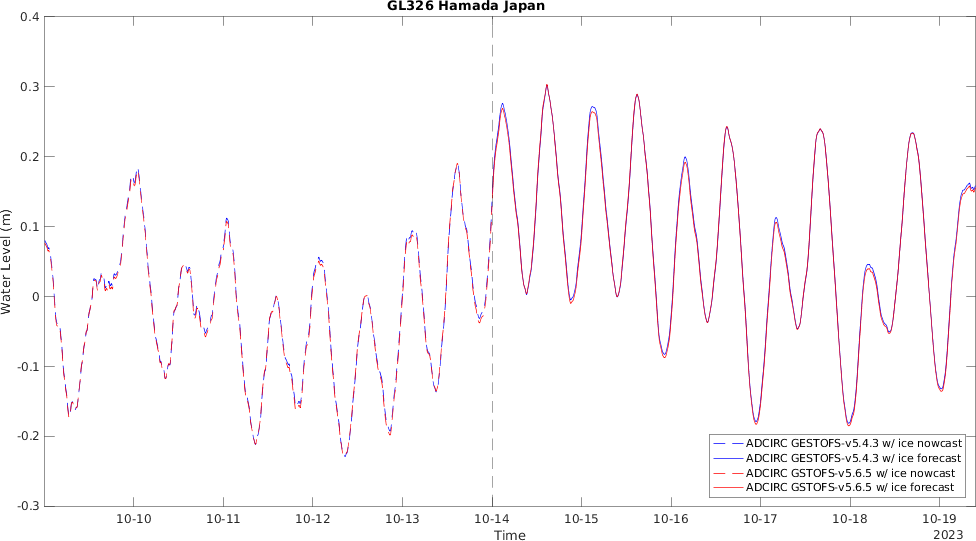 GL326 Hamada Japan
0.4
0.3
0.2
0.1
0
-0.1
-0.2
-0.3
Water Level (m)
ADCIRC GESTOFS-v5.4.3 w/ ice nowcast
ADCIRC GESTOFS-v5.4.3 w/ ice forecast
ADCIRC GSTOFS-v5.6.5 w/ ice nowcast
ADCIRC GSTOFS-v5.6.5 w/ ice forecast
10-10 10-11 10-12 10-13 10-14 10-15 10-16 10-17 10-18 10-19
Time 2023